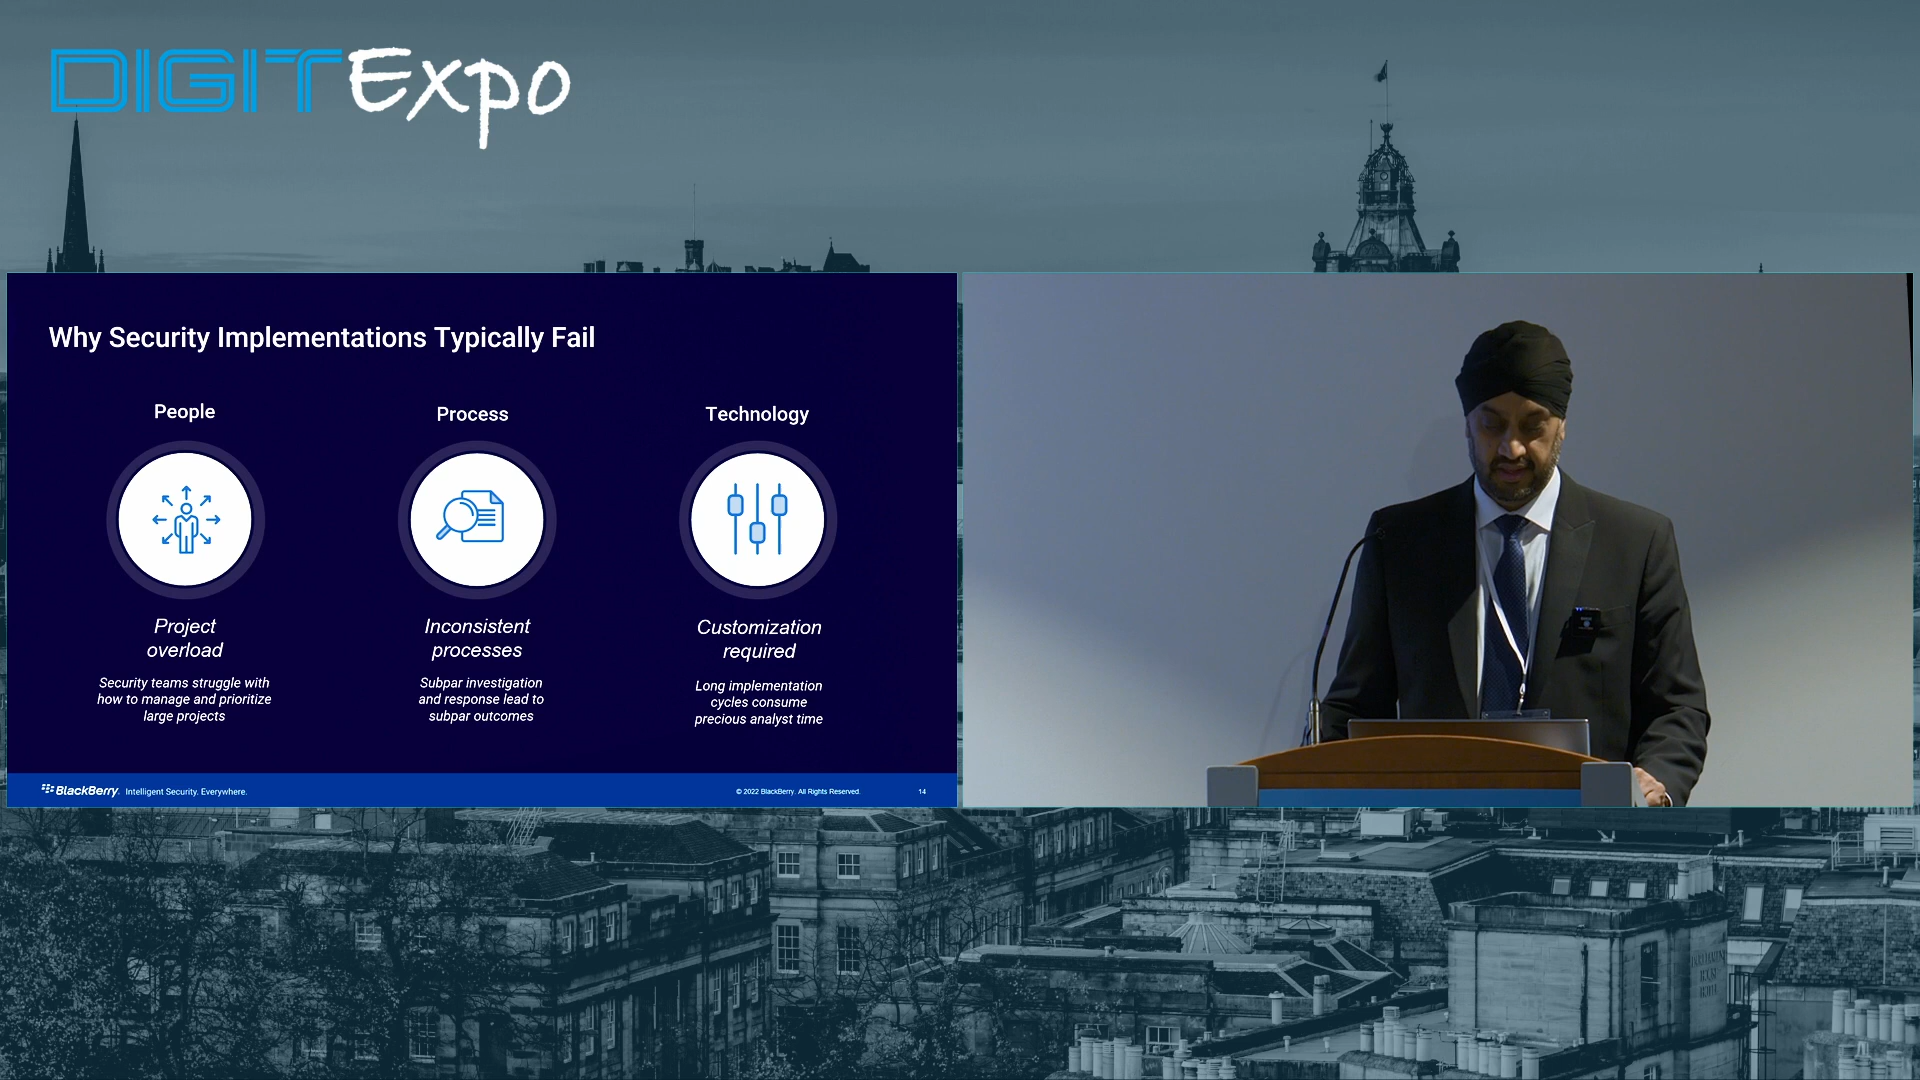 DIGITExpo
Why Security Implementations Typically Fail
People
Process
Technology
Project
overload
Inconsistent
processes
Customization
required
Security teams struggle with
how to manage and prioritize
large projects
Subpar investigation
and response lead to
subpar outcomes
Long implementation
cycles consume
precious analyst time
BlackBerry. Intelligent Security. Everywhere.
© 2022 BlackBerry. All Rights Reserved.
14